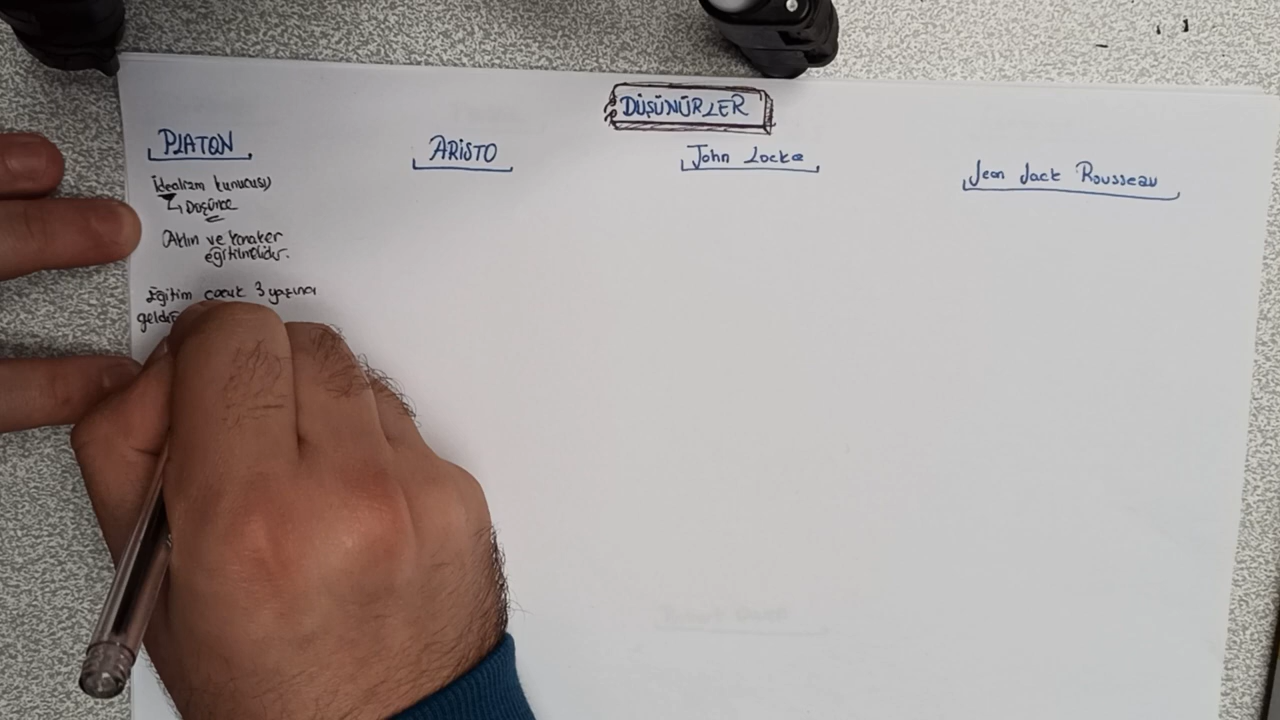 DÜŞÜNÜRLER
PLATON
İdealizm kurucusu
↳ Düşünce
Aklın ve
eğitilmelidir.
Eğitim çocuk 3 yaşına
ARİSTO
John Locke
Jean Jack Rousseau